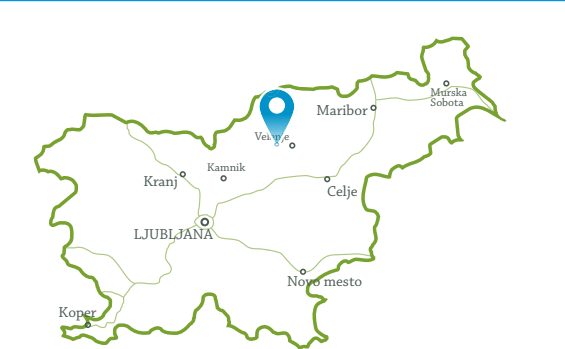 Murska
Sobota
Maribor
Kamnik
Kranj
Celje
LJUBLJANA
Novo mesto
Koper